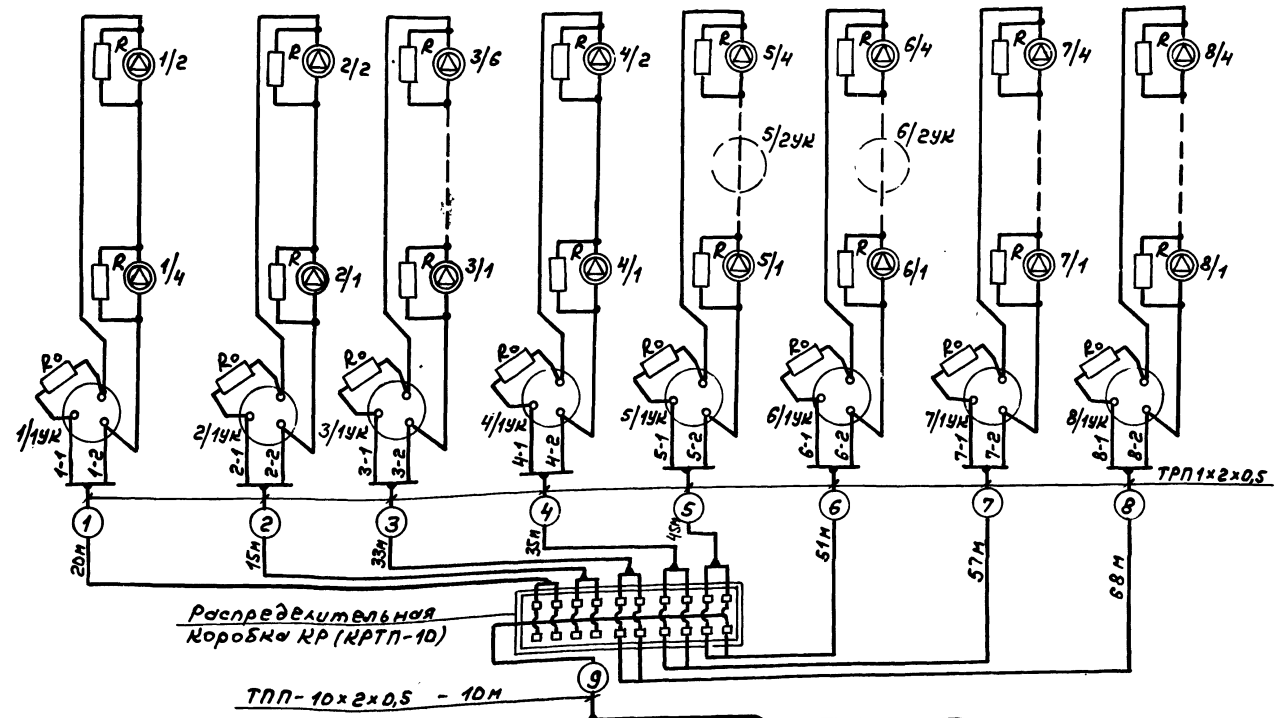 R 1/2
R 2/2
R 3/6
R 4/2
R 5/4
R 6/4
R 7/4
R 8/4
5/2УК
6/2УК
R 1/4
R 2/1
R 3/1
R 4/1
R 5/1
R 6/1
R 7/1
R 8/1
R° R° R° R° R° R° R° R°
1/1УК 2/1УК 3/1УК 4/1УК 5/1УК 6/1УК 7/1УК 8/1УК
1-1 1-2 2-1 2-2 3-1 3-2 4-1 4-2 5-1 5-2 6-1 6-2 7-1 7-2 8-1 8-2
ТРП 1×2×0,5
1 2 3 4 5 6 7 8
20м 15м 33м 35м 45м 51м 57м 68м
Распределительная
коробка КР (КРТП-10)
9
ТПП-10×2×0,5 - 10м